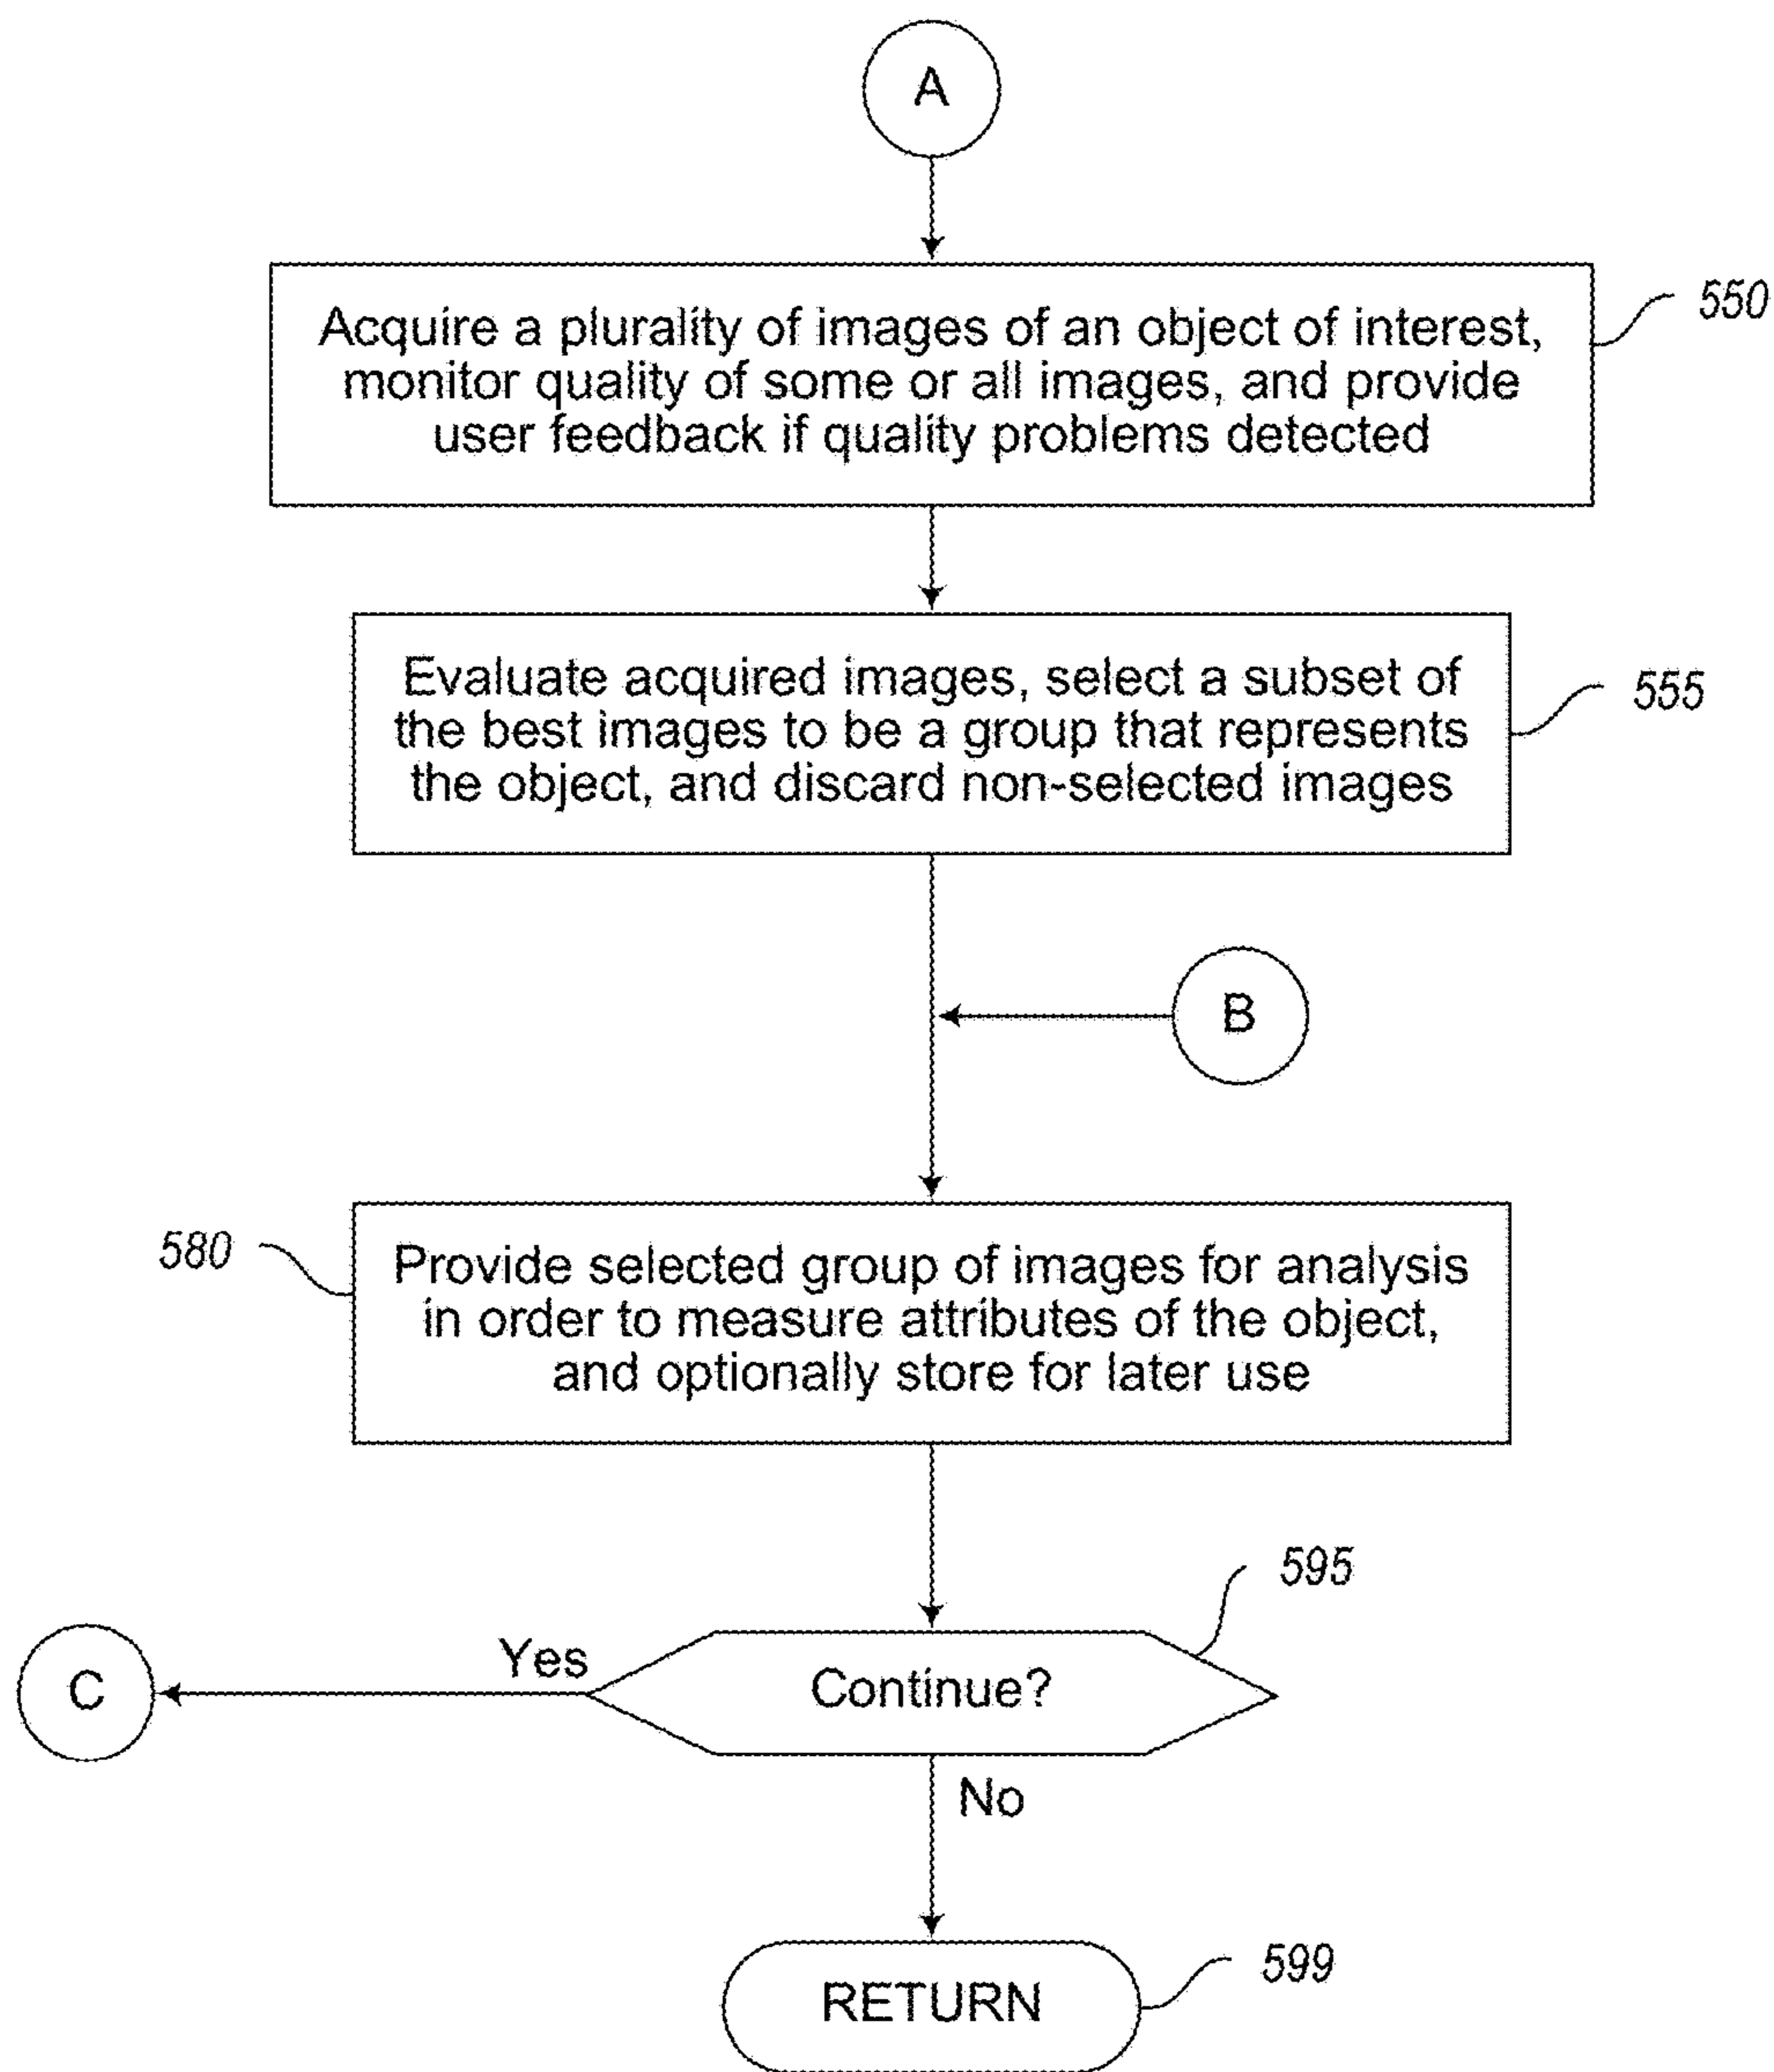 A
Acquire a plurality of images of an object of interest,
monitor quality of some or all images, and provide
user feedback if quality problems detected
550
Evaluate acquired images, select a subset of
the best images to be a group that represents
the object, and discard non-selected images
555
B
580
Provide selected group of images for analysis
in order to measure attributes of the object,
and optionally store for later use
595
C
Yes
Continue?
No
RETURN
599